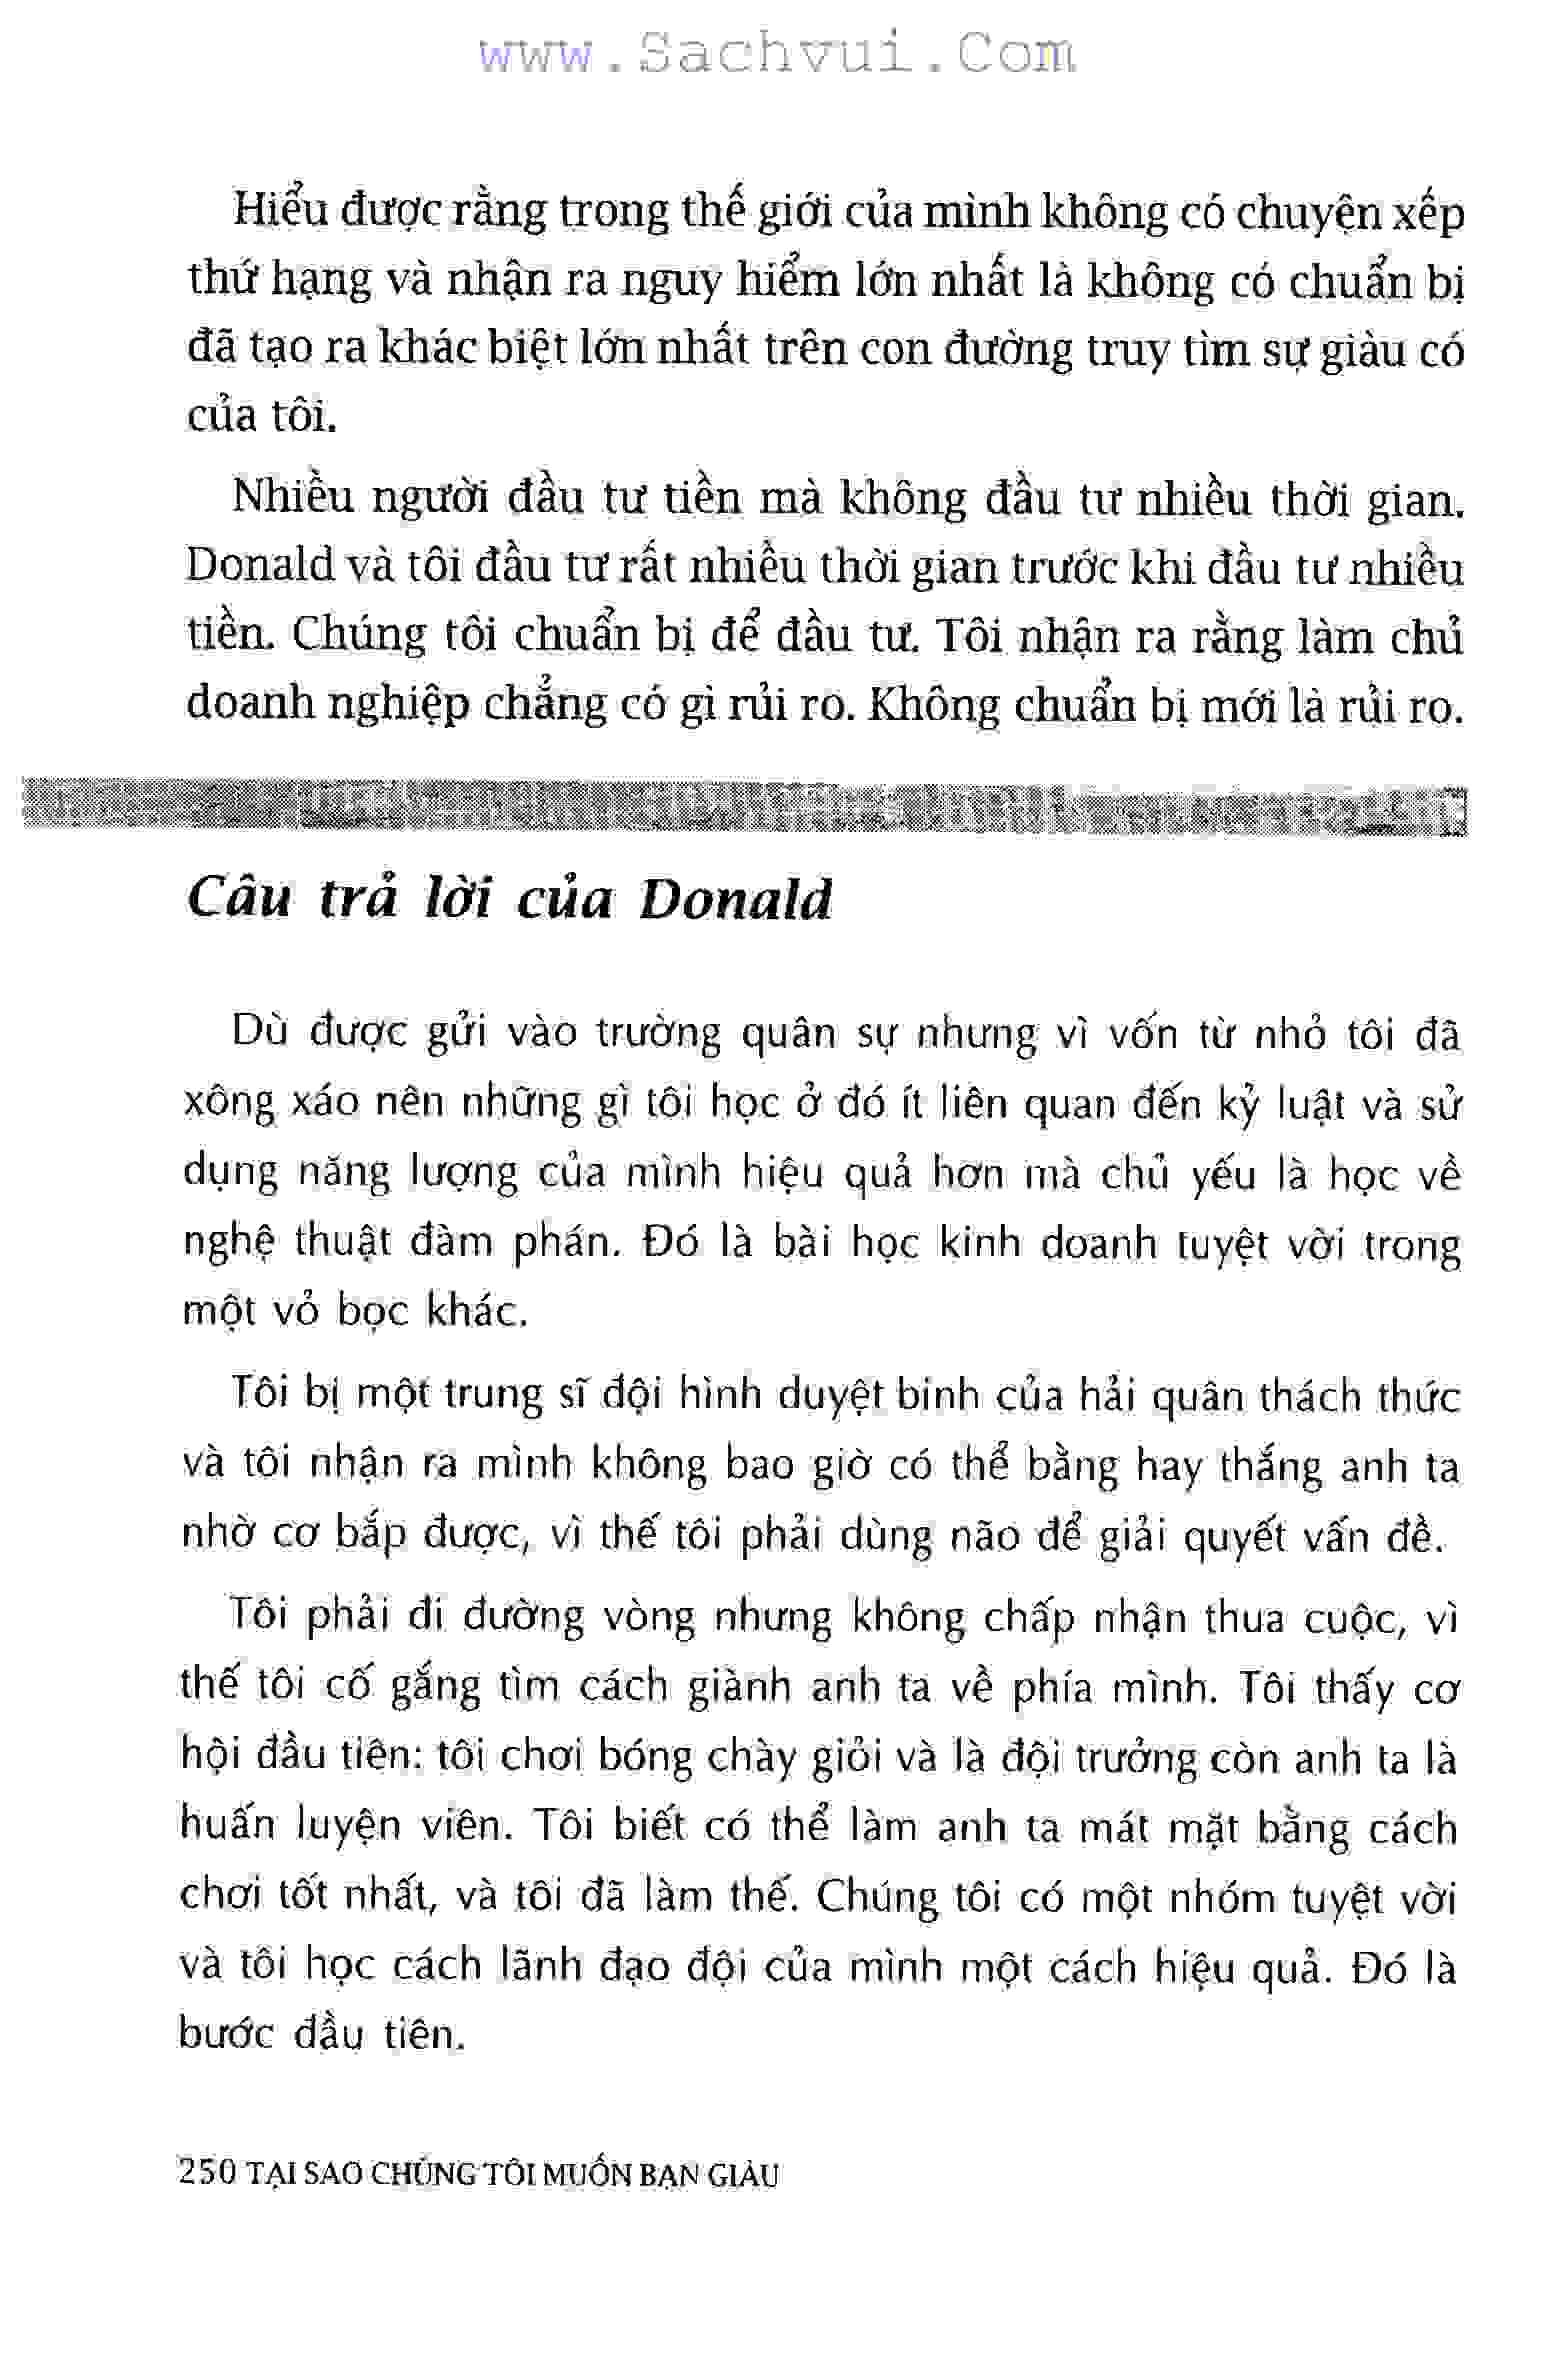 www.Sachvui.Com
Hiểu được rằng trong thế giới của mình không có chuyện xếp
thứ hạng và nhận ra nguy hiểm lớn nhất là không có chuẩn bị
đã tạo ra khác biệt lớn nhất trên con đường truy tìm sự giàu có
của tôi.
Nhiều người đầu tư tiền mà không đầu tư nhiều thời gian.
Donald và tôi đầu tư rất nhiều thời gian trước khi đầu tư nhiều
tiền. Chúng tôi chuẩn bị để đầu tư. Tôi nhận ra rằng làm chủ
doanh nghiệp chẳng có gì rủi ro. Không chuẩn bị mới là rủi ro.
Câu trả lời của Donald
Dù được gửi vào trường quân sự nhưng vì vốn từ nhỏ tôi đã
xông xáo nên những gì tôi học ở đó ít liên quan đến kỷ luật và sử
dụng năng lượng của mình hiệu quả hơn mà chủ yếu là học về
nghệ thuật đàm phán. Đó là bài học kinh doanh tuyệt vời trong
một vỏ bọc khác.
Tôi bị một trung sĩ đội hình duyệt binh của hải quân thách thức
và tôi nhận ra mình không bao giờ có thể bằng hay thắng anh ta
nhờ cơ bắp được, vì thế tôi phải dùng não để giải quyết vấn đề.
Tôi phải đi đường vòng nhưng không chấp nhận thua cuộc, vì
thế tôi cố gắng tìm cách giành anh ta về phía mình. Tôi thấy cơ
hội đầu tiên: tôi chơi bóng chày giỏi và là đội trưởng còn anh ta là
huấn luyện viên. Tôi biết có thể làm anh ta mát mặt bằng cách
chơi tốt nhất, và tôi đã làm thế. Chúng tôi có một nhóm tuyệt vời
và tôi học cách lãnh đạo đội của mình một cách hiệu quả. Đó là
bước đầu tiên.
250 TẠI SAO CHÚNG TÔI MUỐN BẠN GIÀU